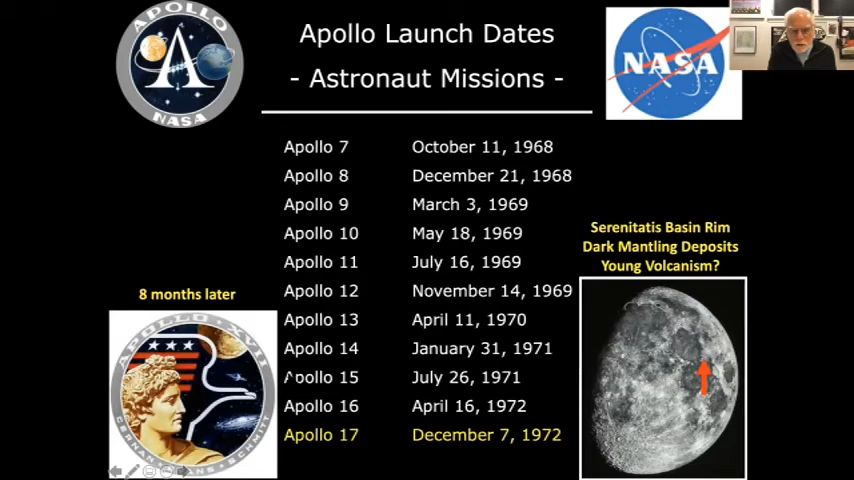 APOLLO
NASA
Apollo Launch Dates
- Astronaut Missions -
NASA
Apollo 7 October 11, 1968
Apollo 8 December 21, 1968
Apollo 9 March 3, 1969
Apollo 10 May 18, 1969
Apollo 11 July 16, 1969
Apollo 12 November 14, 1969
Apollo 13 April 11, 1970
Apollo 14 January 31, 1971
Apollo 15 July 26, 1971
Apollo 16 April 16, 1972
Apollo 17 December 7, 1972
8 months later
APOLLO XVII
CERNAN EVANS SCHMITT
Serenitatis Basin Rim
Dark Mantling Deposits
Young Volcanism?